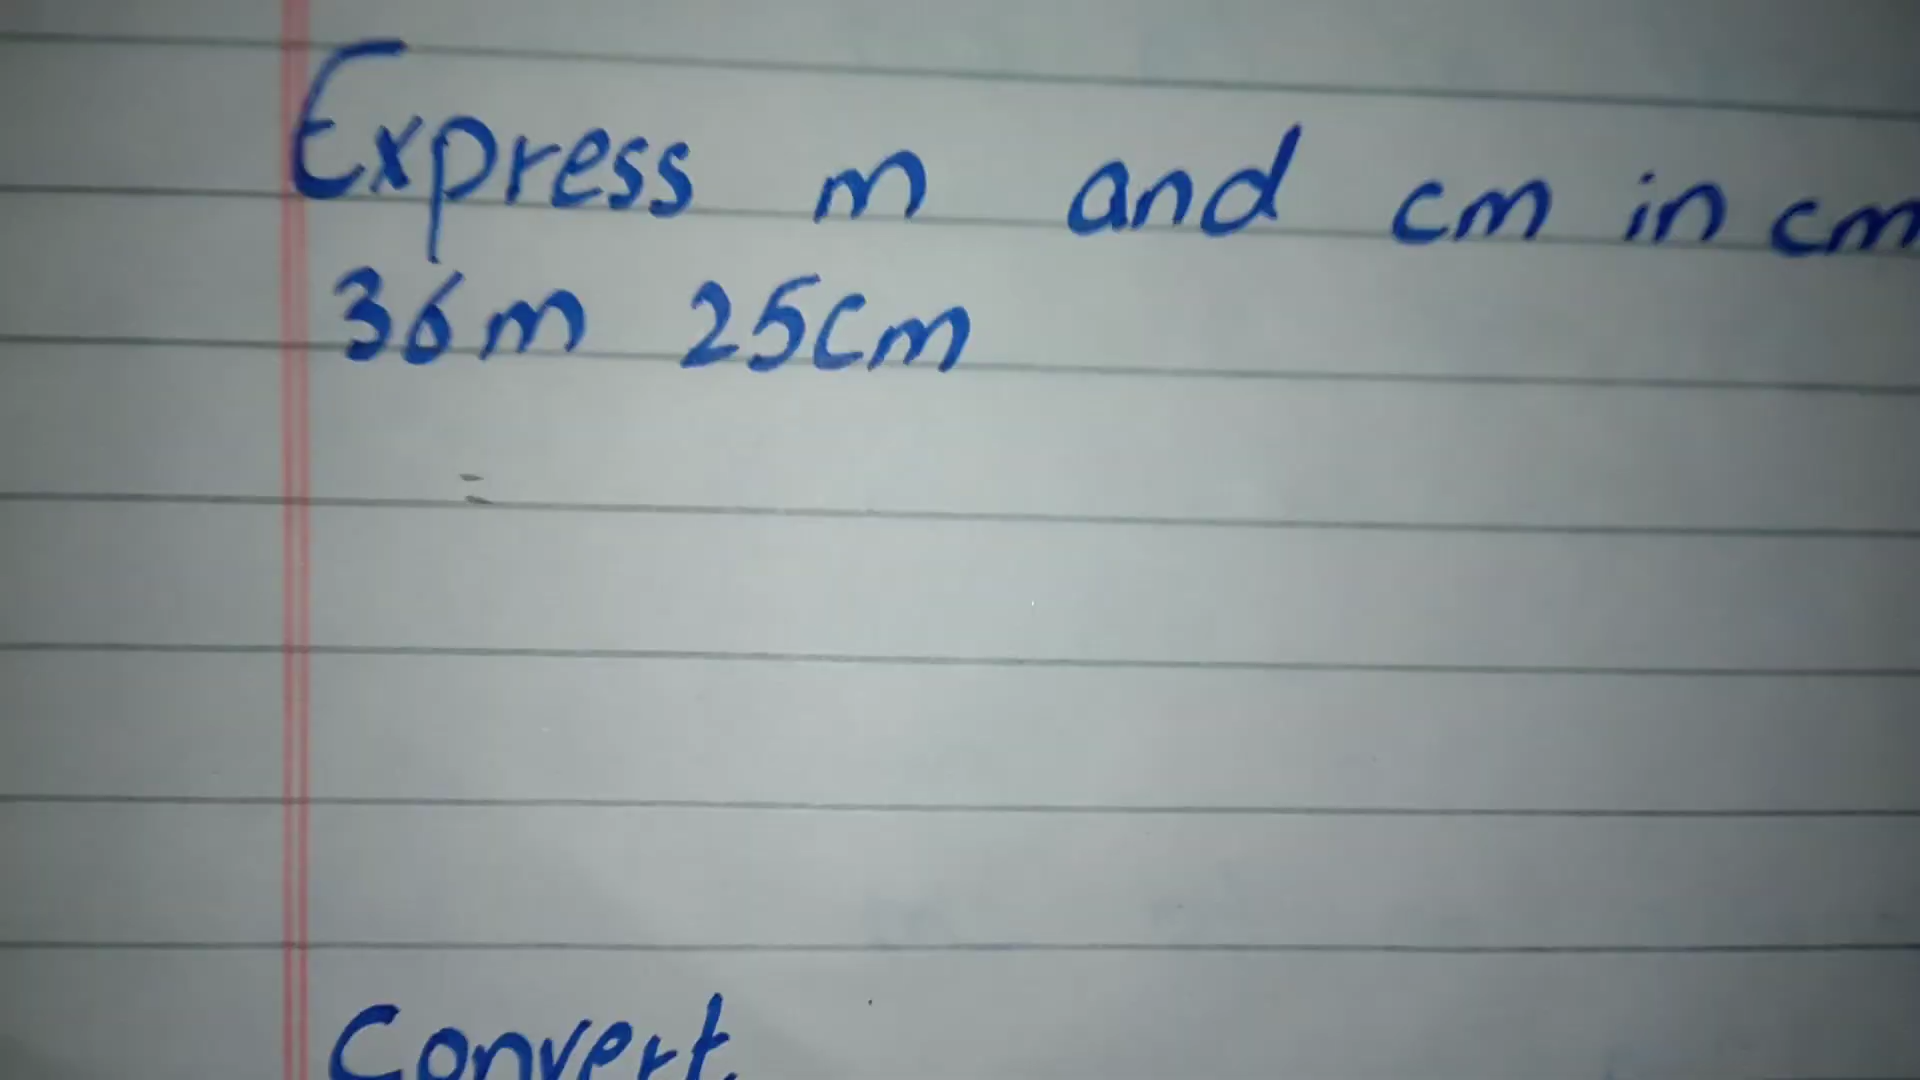 Express m and cm in cm
36m 25cm
=
Convert